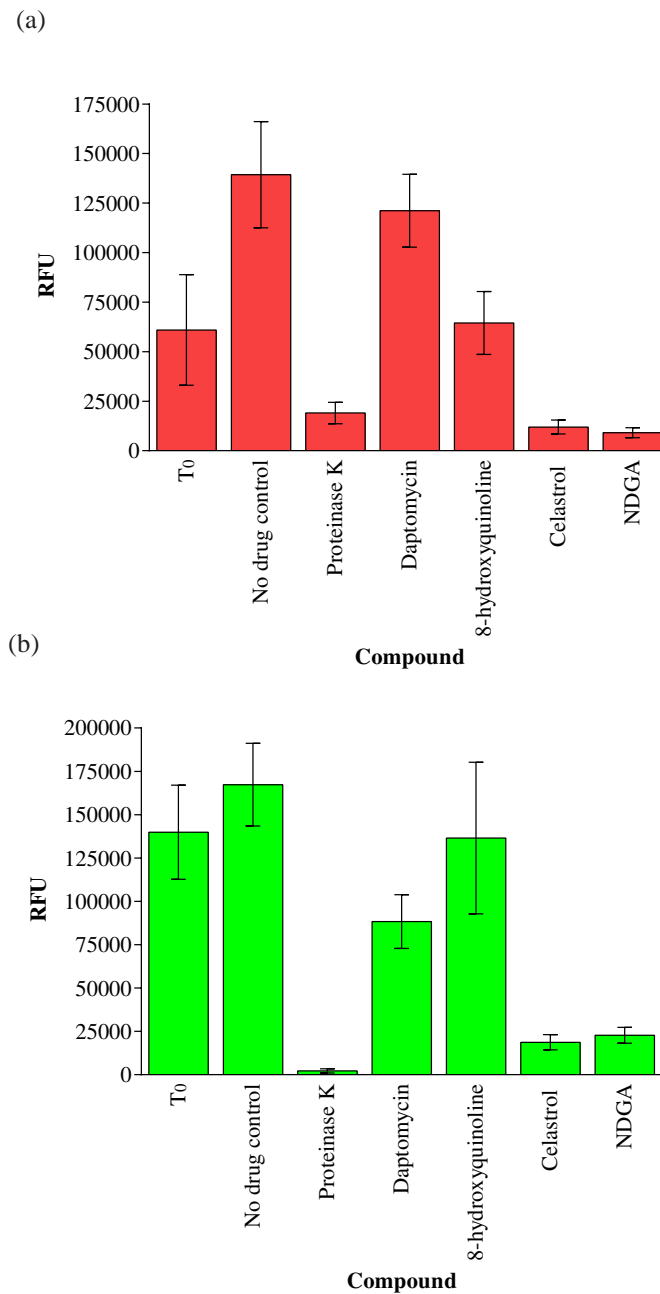 (a)
175000
150000
125000
100000
75000
50000
25000
0
RFU
T0
No drug control
Proteinase K
Daptomycin
8-hydroxyquinoline
Celastrol
NDGA
Compound
(b)
200000
175000
150000
125000
100000
75000
50000
25000
0
RFU
T0
No drug control
Proteinase K
Daptomycin
8-hydroxyquinoline
Celastrol
NDGA
Compound